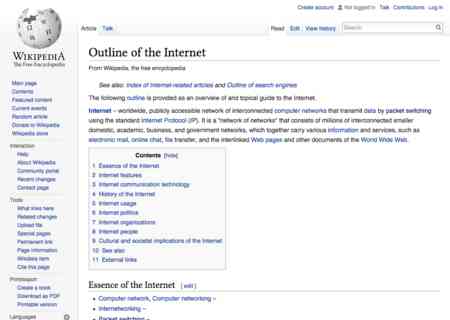 Create account
Not logged in Talk Contributions Log in
Article Talk
Read Edit View history
Search
WIKIPEDIA
The Free Encyclopedia
Main page
Contents
Featured content
Current events
Random article
Donate to Wikipedia
Wikipedia store
Interaction
Help
About Wikipedia
Community portal
Recent changes
Contact page
Tools
What links here
Related changes
Upload file
Special pages
Permanent link
Page information
Wikidata item
Cite this page
Print/export
Create a book
Download as PDF
Printable version
Languages
Outline of the Internet
From Wikipedia, the free encyclopedia
See also: Index of Internet-related articles and Outline of search engines
The following outline is provided as an overview of and topical guide to the Internet.
Internet – worldwide, publicly accessible network of interconnected computer networks that transmit data by packet switching
using the standard Internet Protocol (IP). It is a "network of networks" that consists of millions of interconnected smaller
domestic, academic, business, and government networks, which together carry various information and services, such as
electronic mail, online chat, file transfer, and the interlinked Web pages and other documents of the World Wide Web.
Contents [hide]
1 Essence of the Internet
2 Internet features
3 Internet communication technology
4 History of the Internet
5 Internet usage
6 Internet politics
7 Internet organizations
8 Internet people
9 Cultural and societal implications of the Internet
10 See also
11 External links
Essence of the Internet [ edit ]
• Computer network, Computer networking –
• Internetworking –
• Packet switching –